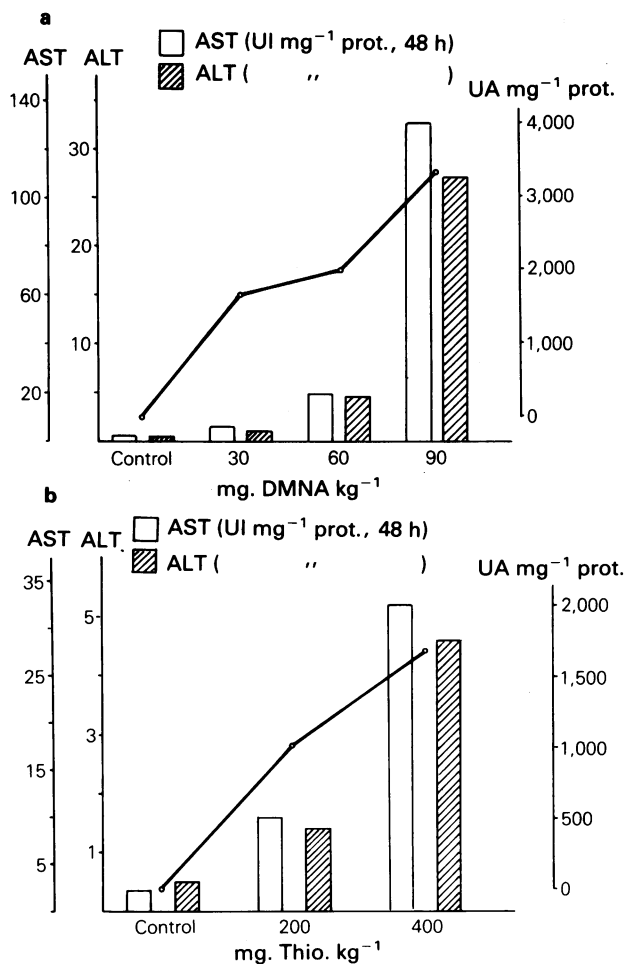 a
AST (UI mg⁻¹ prot., 48 h)
AST ALT
ALT ( ,, )
UA mg⁻¹ prot.
140
4,000
30
100
3,000
20
60
2,000
10
1,000
20
0
Control 30 60 90
mg. DMNA kg⁻¹
b
AST (UI mg⁻¹ prot., 48 h)
AST ALT.
ALT ( ,, )
UA mg⁻¹ prot.
35
5
2,000
25
1,500
3
1,000
15
500
1
5
0
Control 200 400
mg. Thio. kg⁻¹